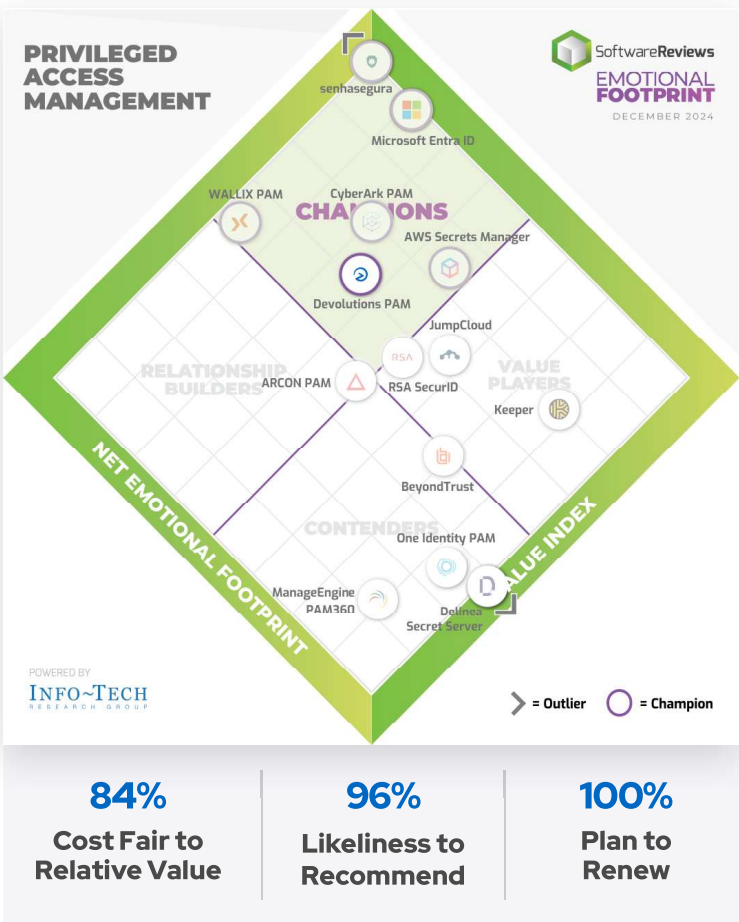 PRIVILEGED
ACCESS
MANAGEMENT
SoftwareReviews
EMOTIONAL
FOOTPRINT
DECEMBER 2024
senhasegura
Microsoft Entra ID
WALLIX PAM
CyberArk PAM
CHAMPIONS
AWS Secrets Manager
Devolutions PAM
JumpCloud
RSA
RELATIONSHIP
BUILDERS
ARCON PAM
RSA SecurID
VALUE
PLAYERS
Keeper
BeyondTrust
CONTENDERS
One Identity PAM
ManageEngine
PAM360
Delinea
Secret Server
NET EMOTIONAL FOOTPRINT
ALUE INDEX
POWERED BY
INFO~TECH
RESEARCH GROUP
= Outlier
= Champion
84%
Cost Fair to
Relative Value
96%
Likeliness to
Recommend
100%
Plan to
Renew